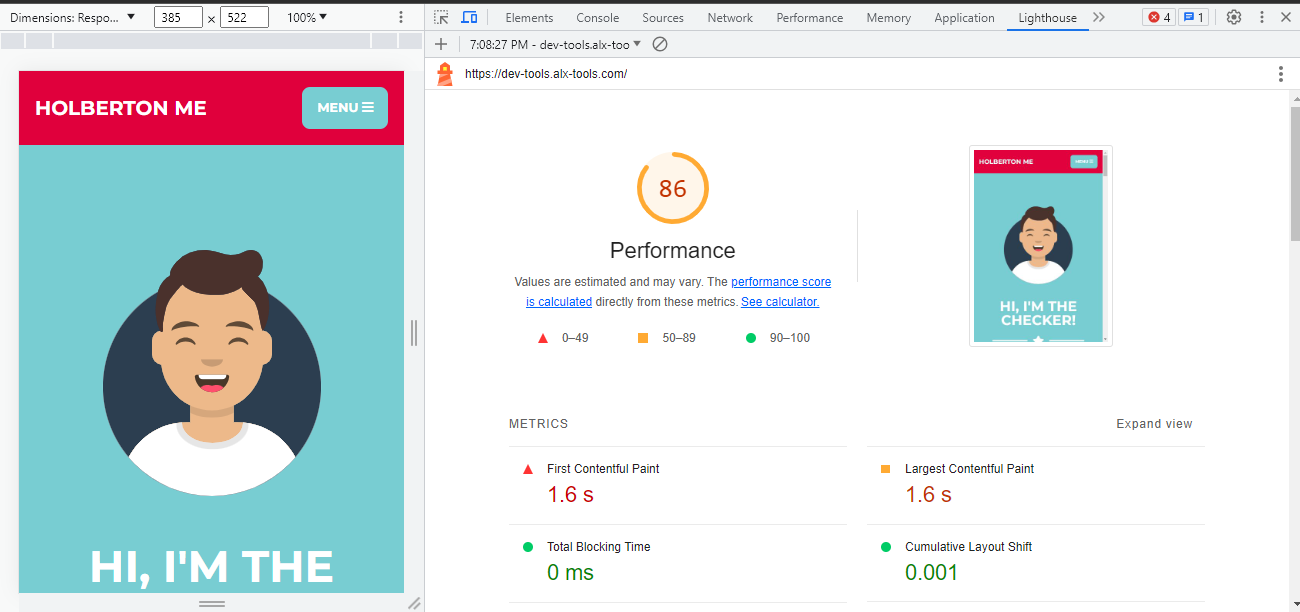 Dimensions: Respo... ▼ 385 × 522 100% ▼
Elements Console Sources Network Performance Memory Application Lighthouse 4 1
7:08:27 PM - dev-tools.alx-too ▼
https://dev-tools.alx-tools.com/
HOLBERTON ME
MENU
HI, I'M THE
86
Performance
Values are estimated and may vary. The performance score
is calculated directly from these metrics. See calculator.
0–49 50–89 90–100
HOLBERTON ME
MENU
HI, I'M THE
CHECKER!
METRICS
Expand view
First Contentful Paint
1.6 s
Largest Contentful Paint
1.6 s
Total Blocking Time
0 ms
Cumulative Layout Shift
0.001